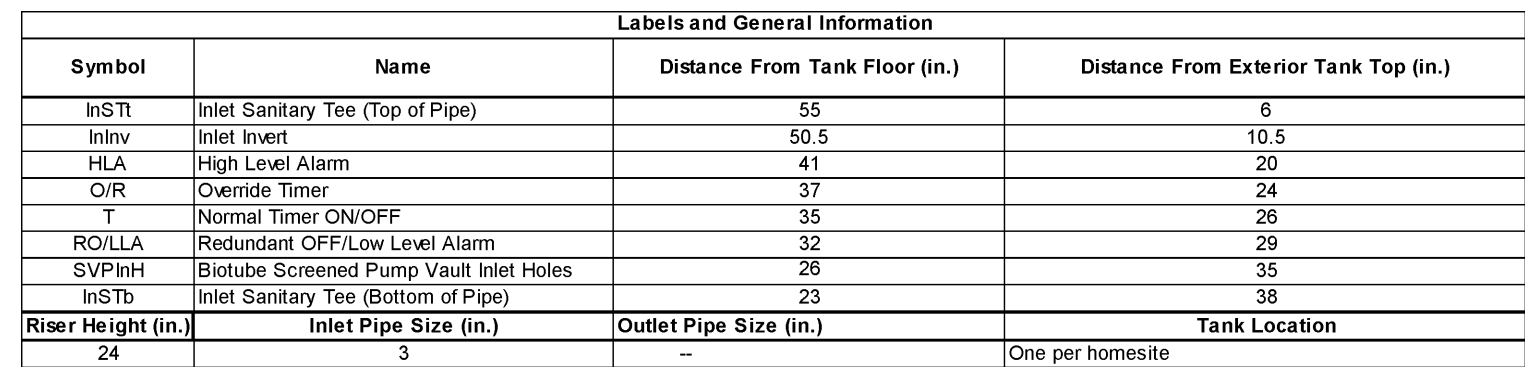 Labels and General Information
Symbol Name Distance From Tank Floor (in.) Distance From Exterior Tank Top (in.)
InSTt Inlet Sanitary Tee (Top of Pipe) 55 6
InInv Inlet Invert 50.5 10.5
HLA High Level Alarm 41 20
O/R Override Timer 37 24
T Normal Timer ON/OFF 35 26
RO/LLA Redundant OFF/Low Level Alarm 32 29
SVPInH Biotube Screened Pump Vault Inlet Holes 26 35
InSTb Inlet Sanitary Tee (Bottom of Pipe) 23 38
Riser Height (in.) Inlet Pipe Size (in.) Outlet Pipe Size (in.) Tank Location
24 3 -- One per homesite